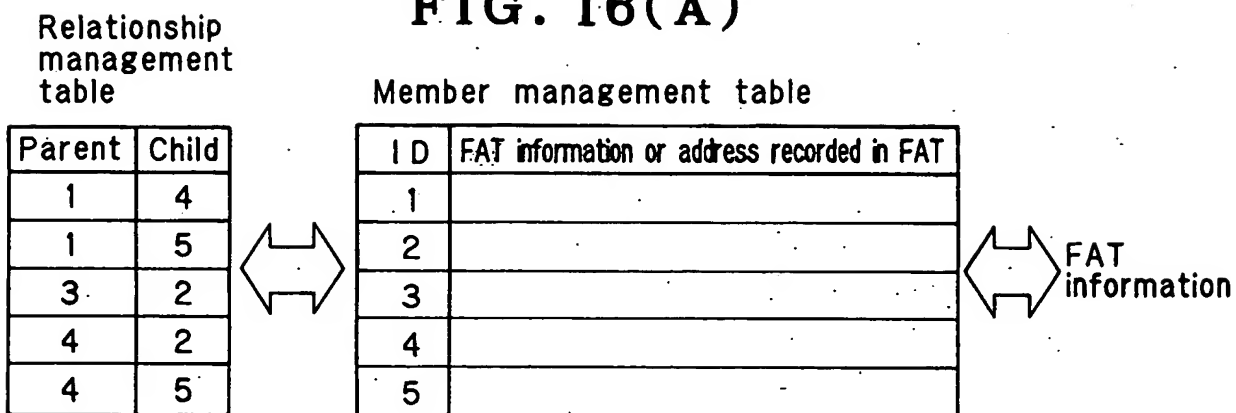 FIG. 16(A)
Relationship
management
table
Member management table
Parent Child
1 4
1 5
3 2
4 2
4 5
ID FAT information or address recorded in FAT
1
2
3
4
5
FAT
information